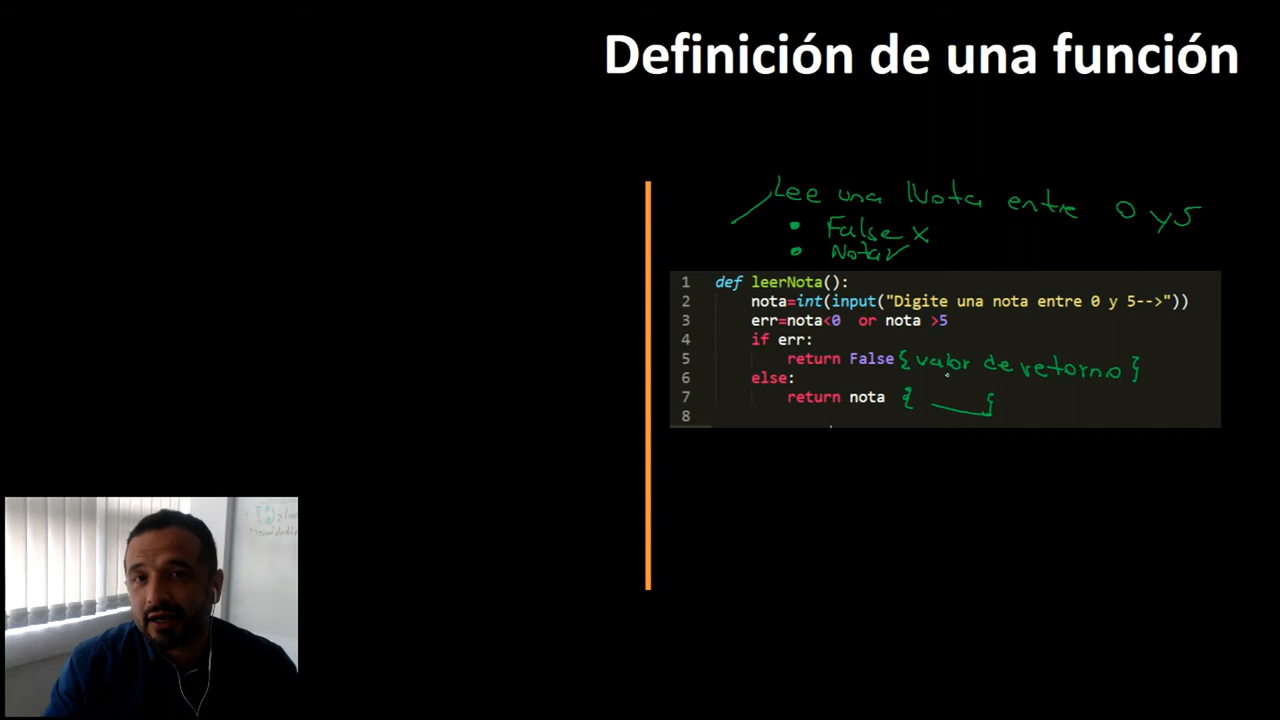 Definición de una función
Lee una Nota entre 0 y 5
• False x
• Nota
1 def leerNota():
2 nota=int(input("Digite una nota entre 0 y 5-->"))
3 err=nota<0 or nota >5
4 if err:
5 return False {valor de retorno}
6 else:
7 return nota { }
8